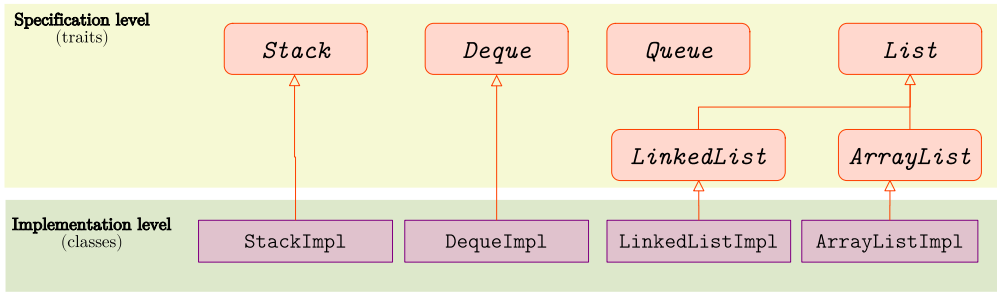 Specification level
(traits)
Stack
Deque
Queue
List
LinkedList
ArrayList
Implementation level
(classes)
StackImpl
DequeImpl
LinkedListImpl
ArrayListImpl